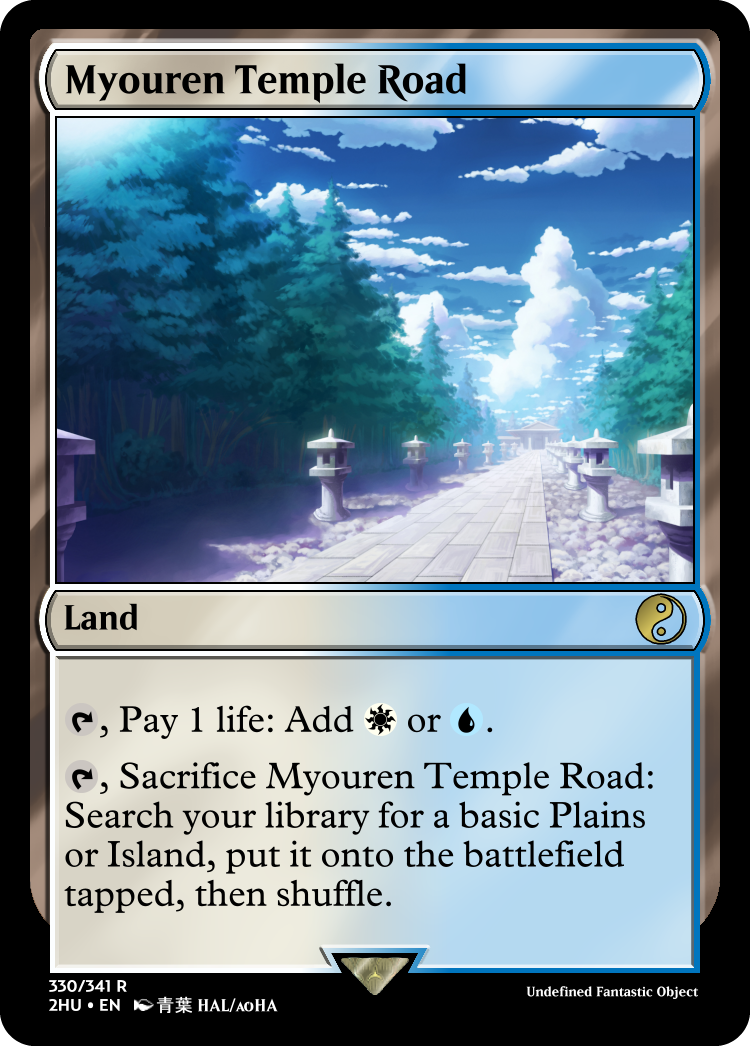 Myouren Temple Road
Land
, Pay 1 life: Add or .
, Sacrifice Myouren Temple Road:
Search your library for a basic Plains
or Island, put it onto the battlefield
tapped, then shuffle.
330/341 R
2HU • EN 青葉 HAL/AOHA
Undefined Fantastic Object